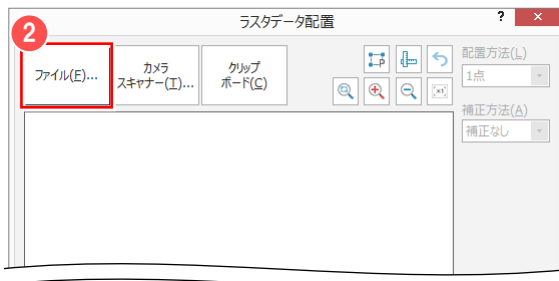 ラスタデータ配置
?
×
2
ファイル(F)...
カメラ
スキャナー(I)...
クリップ
ボード(C)
P
配置方法(L)
1点
×1
補正方法(A)
補正なし